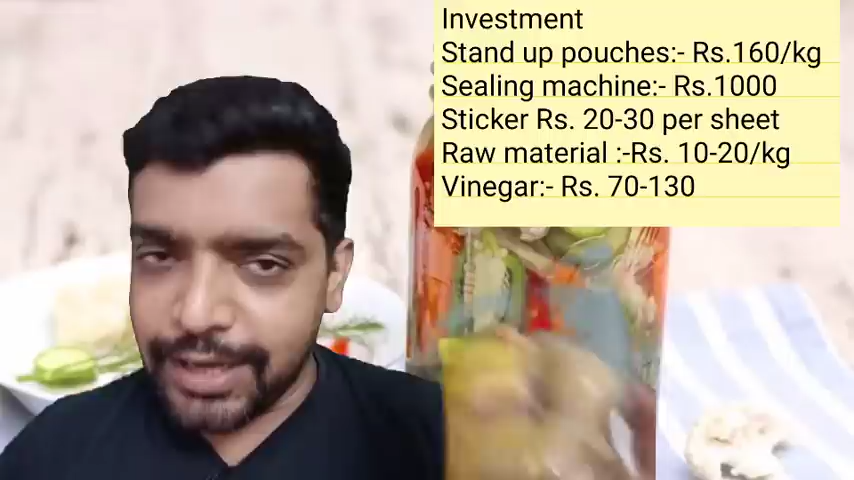 Investment
Stand up pouches:- Rs.160/kg
Sealing machine:- Rs.1000
Sticker Rs. 20-30 per sheet
Raw material :-Rs. 10-20/kg
Vinegar:- Rs. 70-130